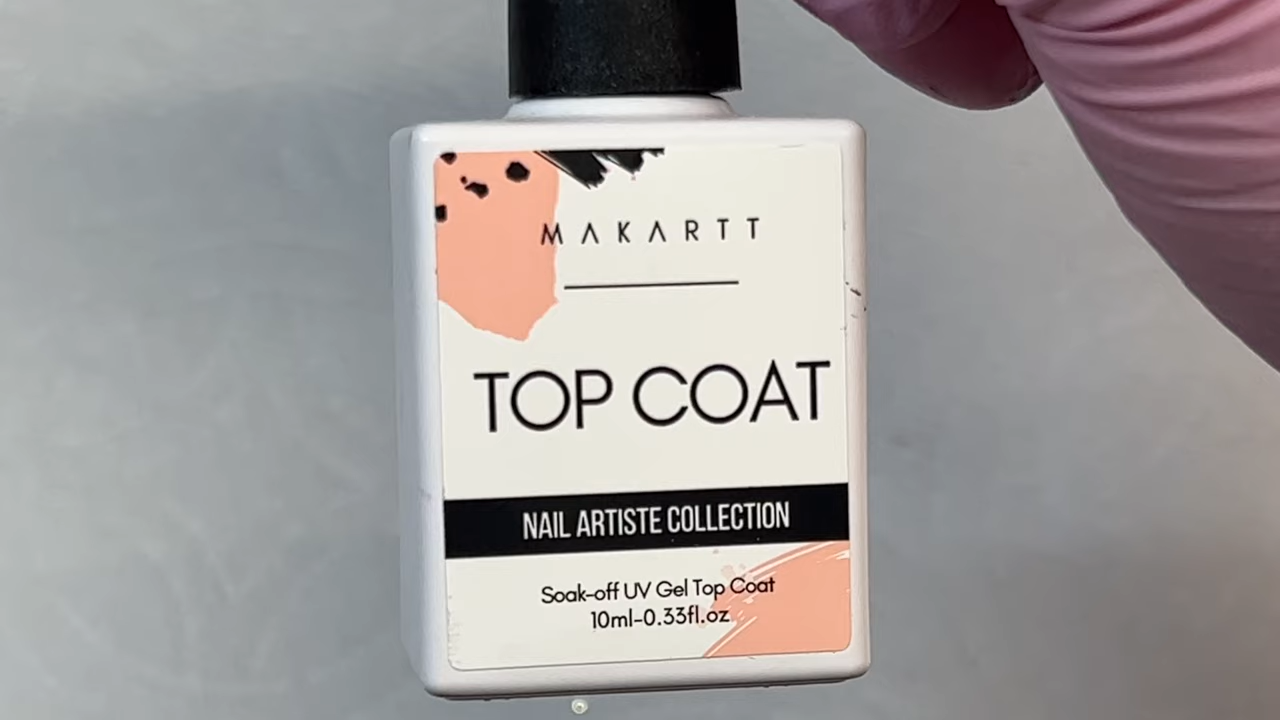 MAKARTT
TOP COAT
NAIL ARTISTE COLLECTION
Soak-off UV Gel Top Coat
10ml-0.33fl.oz